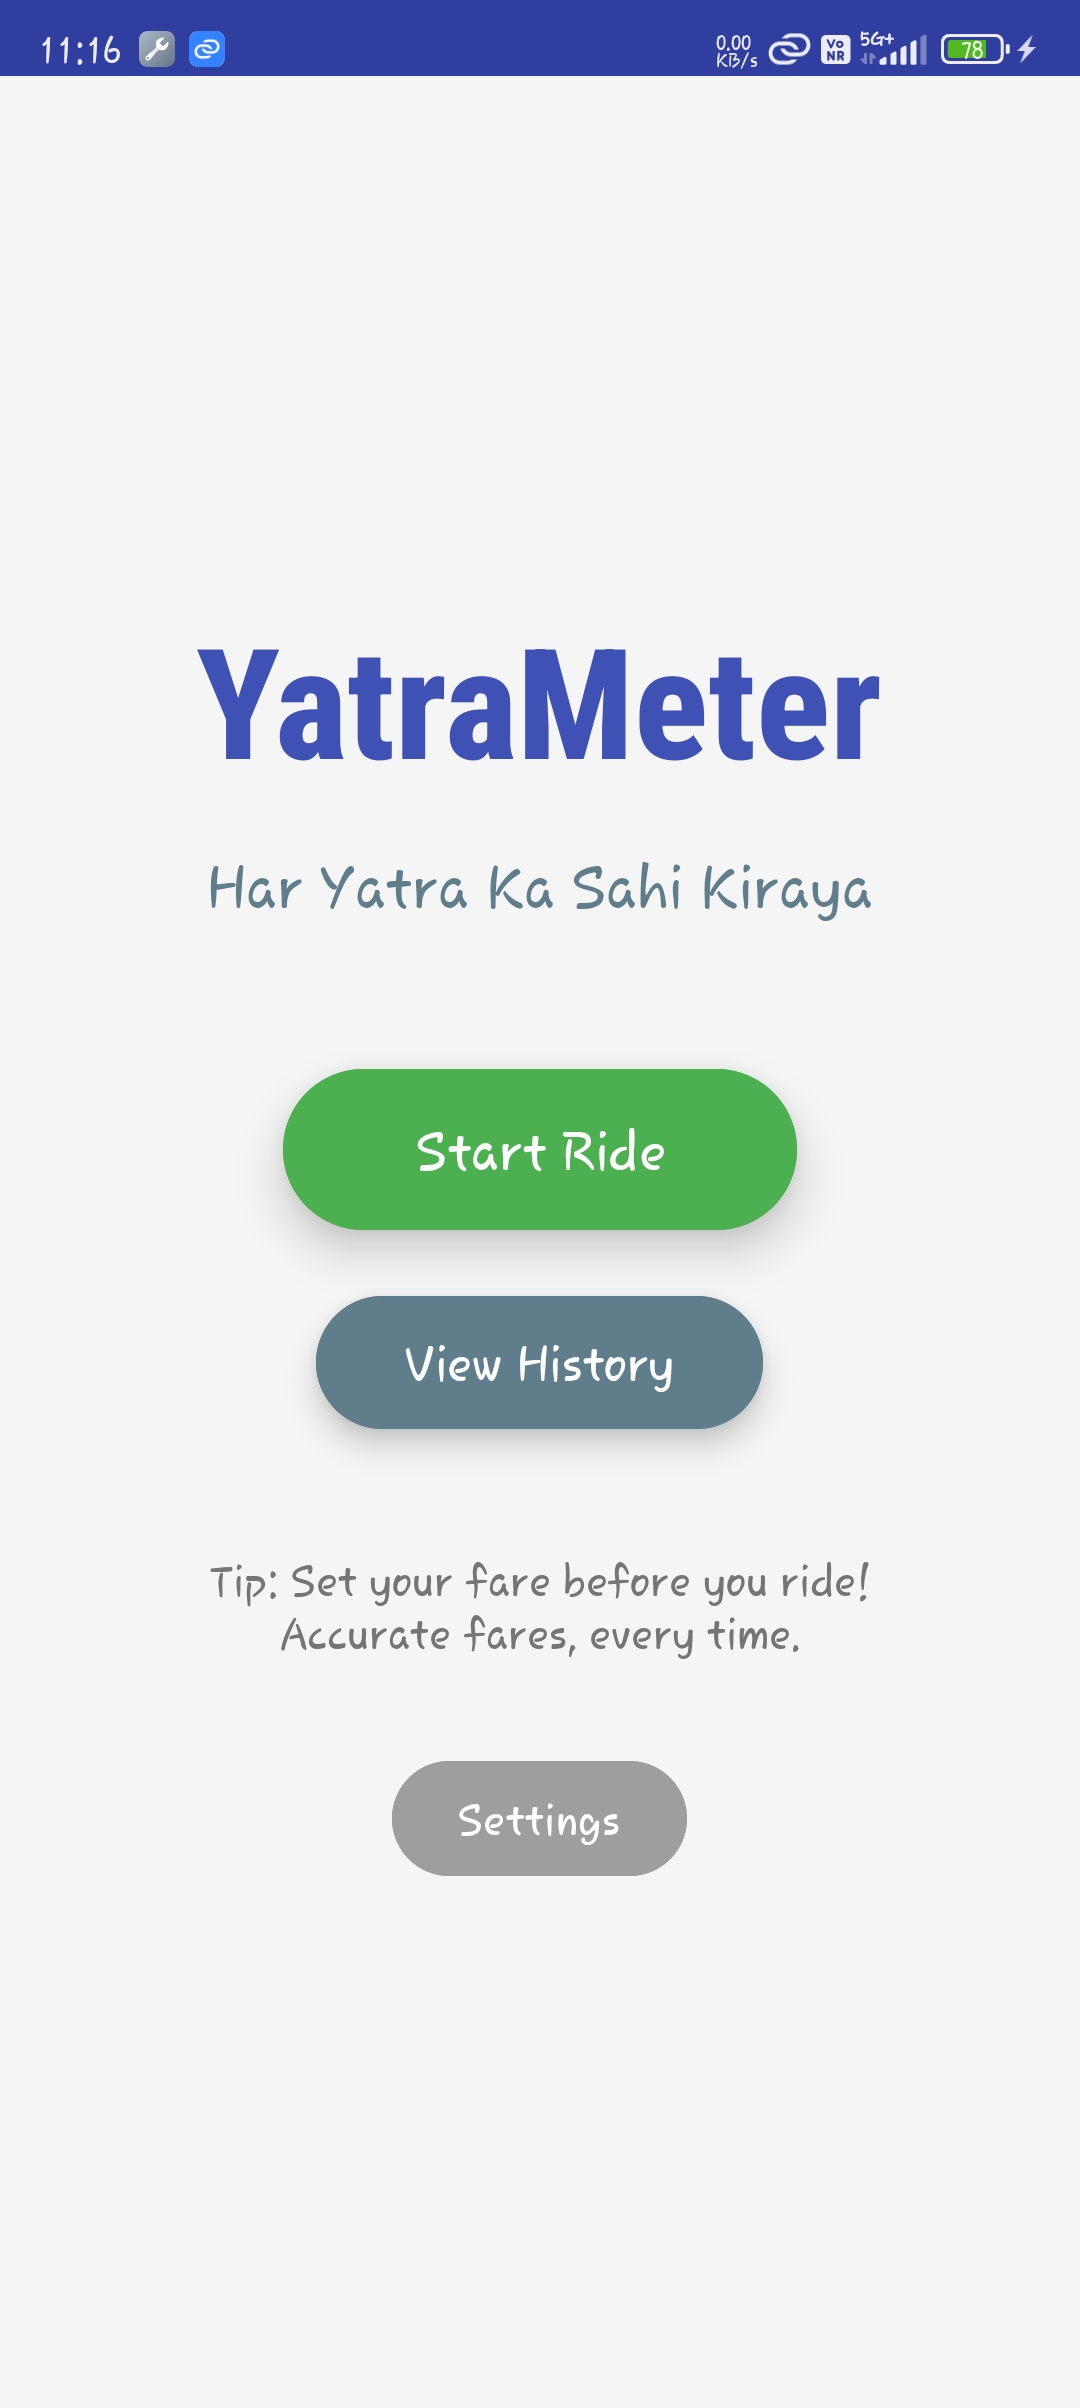 11:16
0.00
KB/s
Vo
NR
5G+
78
YatraMeter
Har Yatra Ka Sahi Kiraya
Start Ride
View History
Tip: Set your fare before you ride!
Accurate fares, every time.
Settings